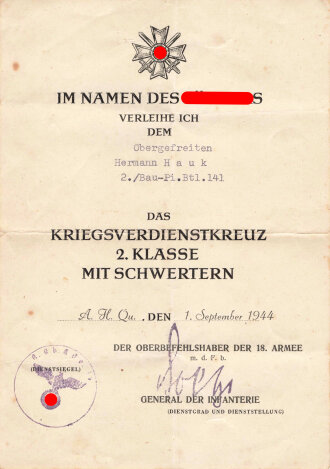 IM NAMEN DES S
VERLEIHE ICH
DEM
Obergefreiten
Hermann H a u k
2./Bau-Pi.Btl.141
DAS
KRIEGSVERDIENSTKREUZ
2. KLASSE
MIT SCHWERTERN
A. H. Qu. , DEN 1. September 1944
DER OBERBEFEHLSHABER DER 18. ARMEE
m. d. F. b.
(DIENSTSIEGEL)
GENERAL DER INFANTERIE
(DIENSTGRAD UND DIENSTSTELLUNG)